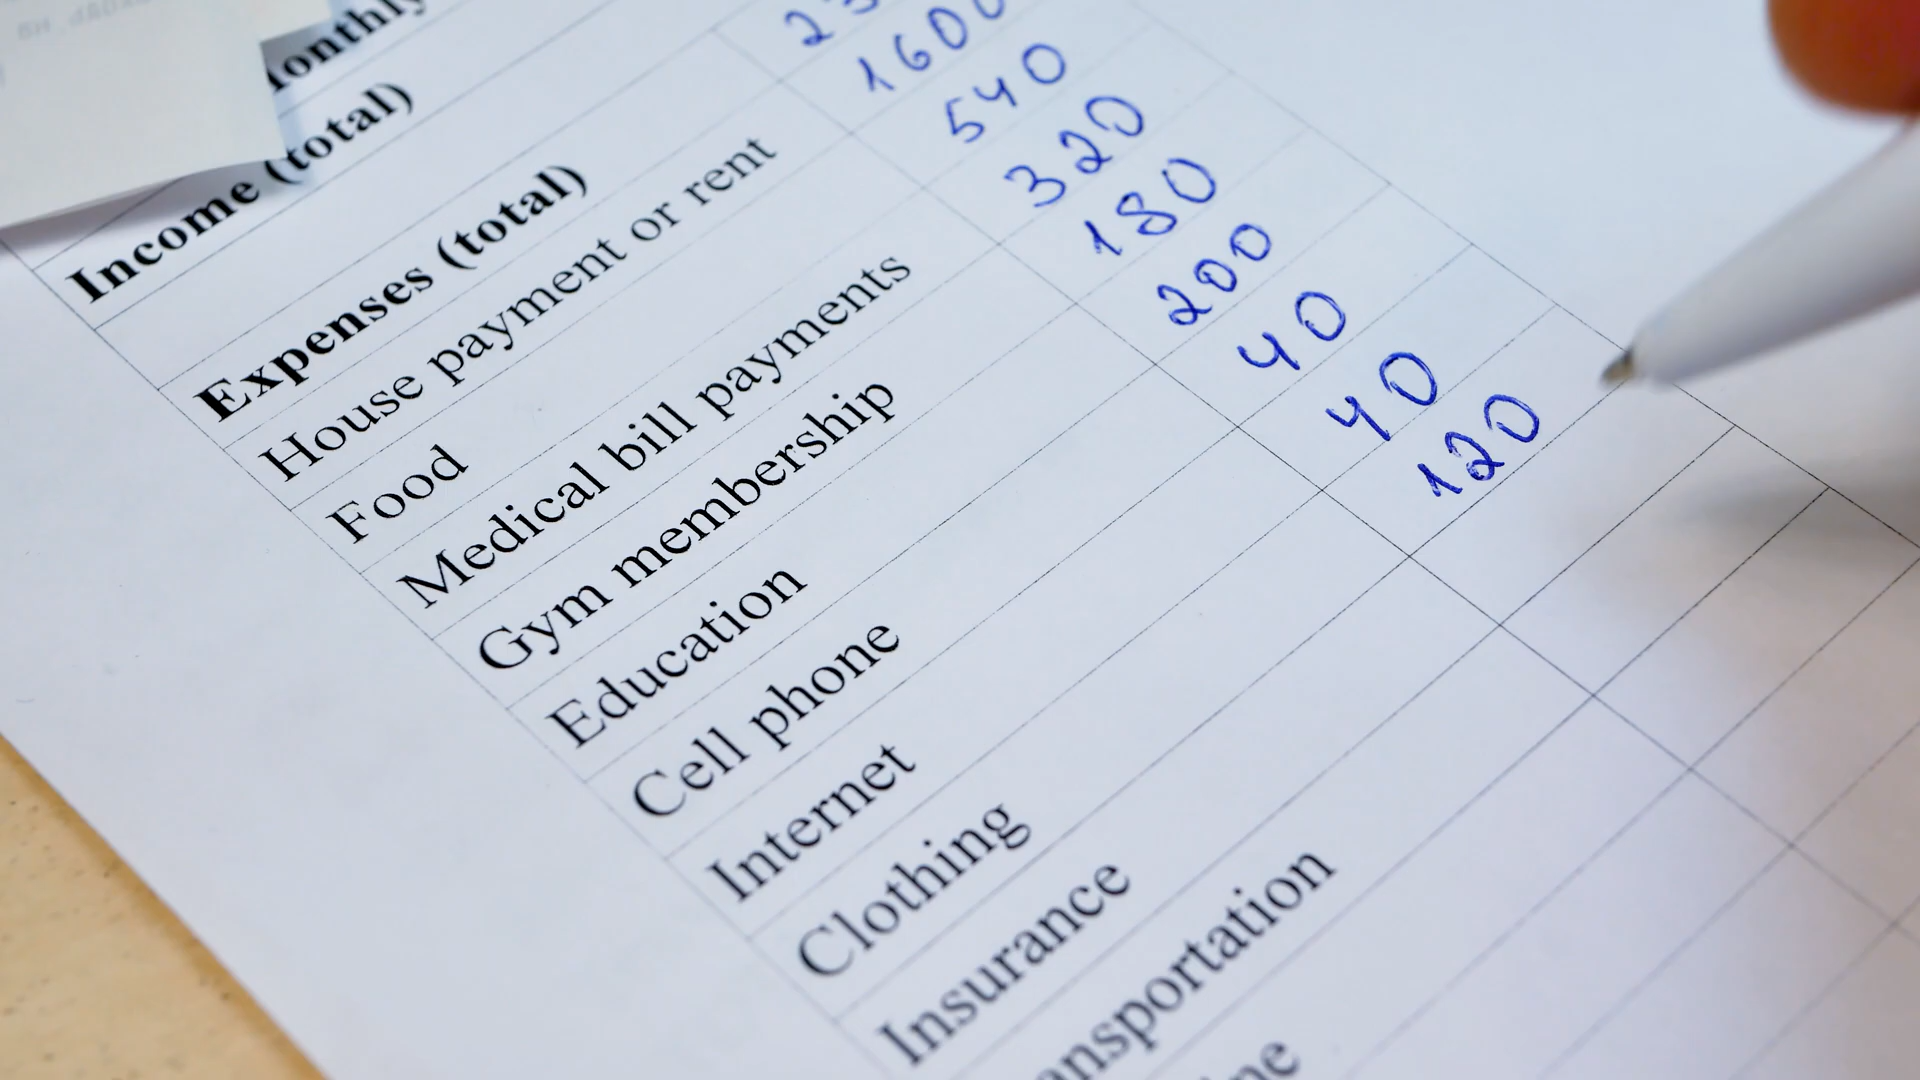 Income (total)
Expenses (total)
House payment or rent 1600
Food 540
Medical bill payments 320
Gym membership 180
Education 200
Cell phone 40
Internet 40
Clothing 120
Insurance